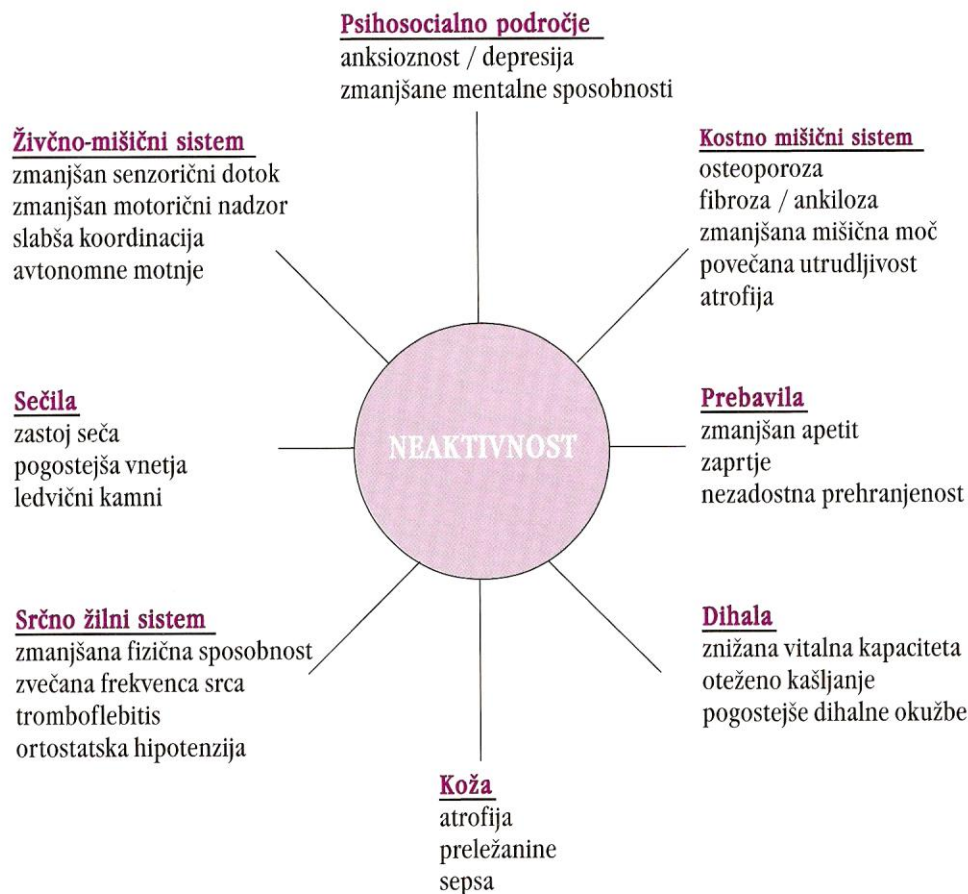 Psihosocialno področje
anksioznost / depresija
zmanjšane mentalne sposobnosti
Živčno-mišični sistem
zmanjšan senzorični dotok
zmanjšan motorični nadzor
slabša koordinacija
avtonomne motnje
Kostno mišični sistem
osteoporoza
fibroza / ankiloza
zmanjšana mišična moč
povečana utrudljivost
atrofija
Sečila
zastoj seča
pogostejša vnetja
ledvični kamni
NEAKTIVNOST
Prebavila
zmanjšan apetit
zaprtje
nezadostna prehranjenost
Srčno žilni sistem
zmanjšana fizična sposobnost
zvečana frekvenca srca
tromboflebitis
ortostatska hipotenzija
Dihala
znižana vitalna kapaciteta
oteženo kašljanje
pogostejše dihalne okužbe
Koža
atrofija
preležanine
sepsa